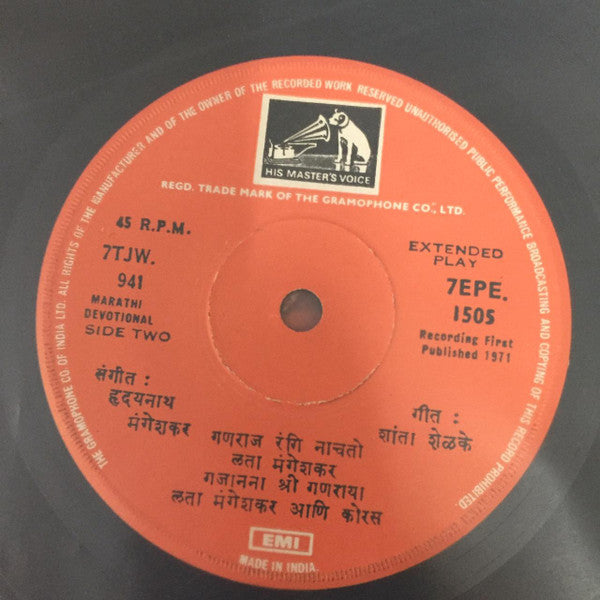 THE GRAMOPHONE CO. OF INDIA LTD. ALL RIGHTS OF THE MANUFACTURER AND OF THE OWNER OF THE RECORDED WORK RESERVED UNAUTHORISED PUBLIC PERFORMANCE BROADCASTING AND COPYING OF THIS RECORD PROHIBITED.
HIS MASTER'S VOICE
REGD. TRADE MARK OF THE GRAMOPHONE CO., LTD.
45 R.P.M.
7TJW.
941
MARATHI
DEVOTIONAL
SIDE TWO
EXTENDED
PLAY
7EPE.
1505
Recording First
Published 1971
संगीत :
हृदयनाथ
मंगेशकर
गीत :
शांता शेळके
गणराज रंगि नाचतो
लता मंगेशकर
गजानना श्री गणराया
लता मंगेशकर आणि कोरस
EMI
MADE IN INDIA.